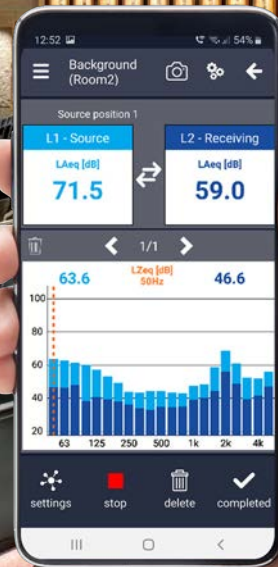 12:52 54%
Background
(Room2)
Source position 1
L1 - Source L2 - Receiving
LAeq [dB] LAeq [dB]
71.5 59.0
1/1
63.6 LZeq [dB] 46.6
50Hz
100
80
60
40
20
63 125 250 500 1k 2k 4k
settings stop delete completed